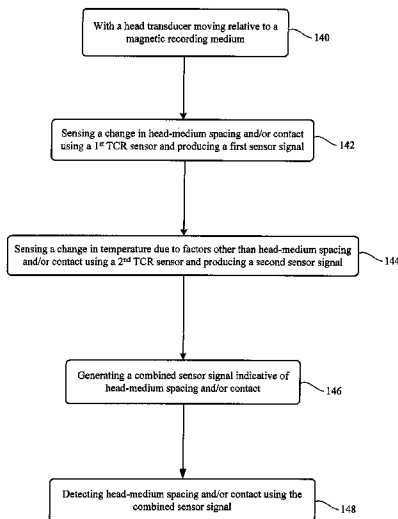 With a head transducer moving relative to a
magnetic recording medium
140
Sensing a change in head-medium spacing and/or contact
using a 1st TCR sensor and producing a first sensor signal
142
Sensing a change in temperature due to factors other than head-medium spacing
and/or contact using a 2nd TCR sensor and producing a second sensor signal
144
Generating a combined sensor signal indicative of
head-medium spacing and/or contact
146
Detecting head-medium spacing and/or contact using the
combined sensor signal
148